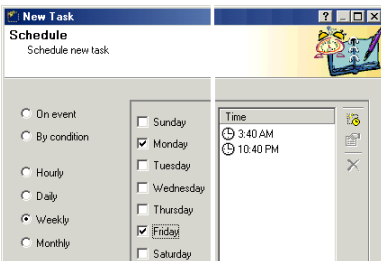 New Task
Schedule
Schedule new task
On event
By condition
Hourly
Daily
Weekly
Monthly
Sunday
Monday
Tuesday
Wednesday
Thursday
Friday
Saturday
Time
3:40 AM
10:40 PM